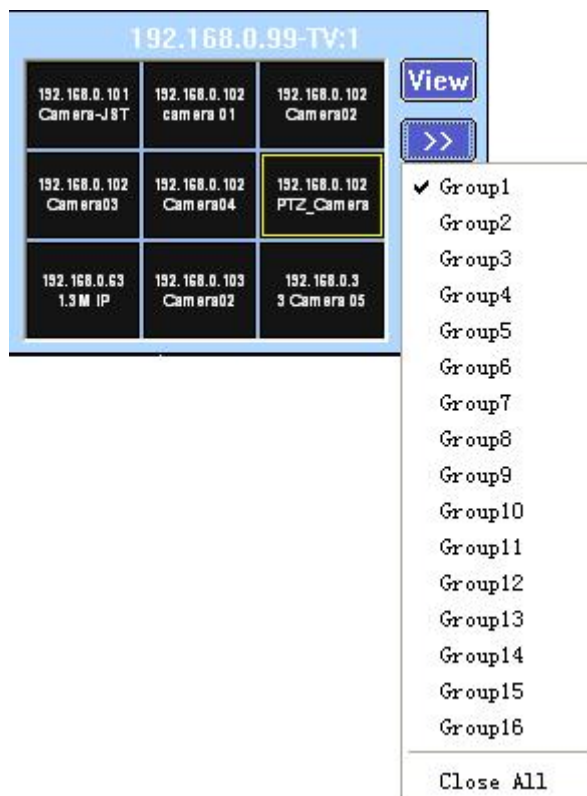 192.168.0.99-TV:1
View
>>
192.168.0.101 192.168.0.102 192.168.0.102
Camera-JST camera 01 Camera02
192.168.0.102 192.168.0.102 192.168.0.102
Camera03 Camera04 PTZ_Camera
192.168.0.63 192.168.0.103 192.168.0.3
1.3M IP Camera02 3 Camera 05
Group1
Group2
Group3
Group4
Group5
Group6
Group7
Group8
Group9
Group10
Group11
Group12
Group13
Group14
Group15
Group16
Close All